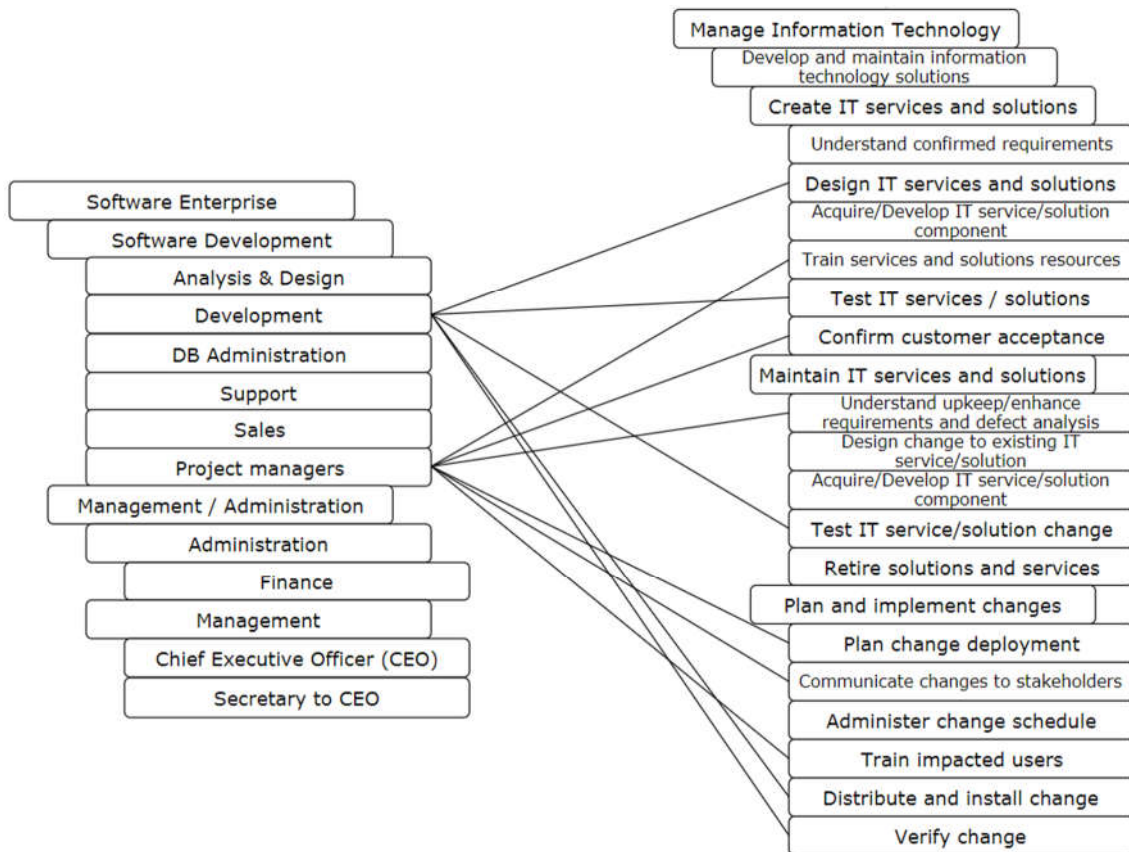 Manage Information Technology
Develop and maintain information
technology solutions
Create IT services and solutions
Understand confirmed requirements
Design IT services and solutions
Acquire/Develop IT service/solution
component
Train services and solutions resources
Test IT services / solutions
Confirm customer acceptance
Maintain IT services and solutions
Understand upkeep/enhance
requirements and defect analysis
Design change to existing IT
service/solution
Acquire/Develop IT service/solution
component
Test IT service/solution change
Retire solutions and services
Plan and implement changes
Plan change deployment
Communicate changes to stakeholders
Administer change schedule
Train impacted users
Distribute and install change
Verify change
Software Enterprise
Software Development
Analysis & Design
Development
DB Administration
Support
Sales
Project managers
Management / Administration
Administration
Finance
Management
Chief Executive Officer (CEO)
Secretary to CEO